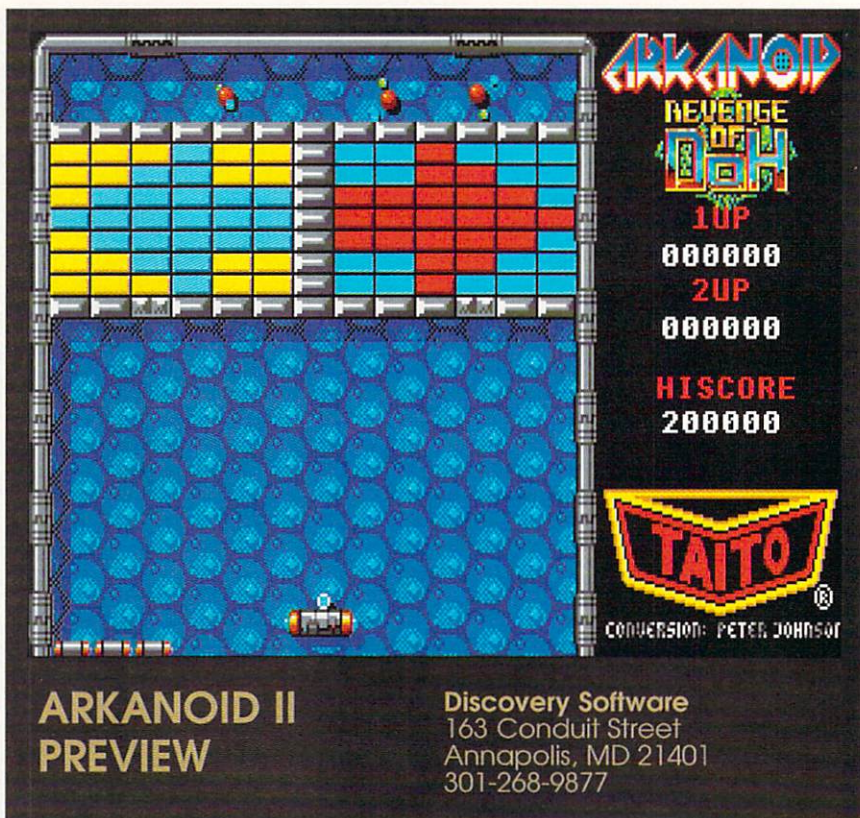 ARKANOID
REVENGE
OF
DOH
1UP
000000
2UP
000000
HISCORE
200000
TAITO
®
CONVERSION: PETER JOHNSON
ARKANOID II
PREVIEW
Discovery Software
163 Conduit Street
Annapolis, MD 21401
301-268-9877